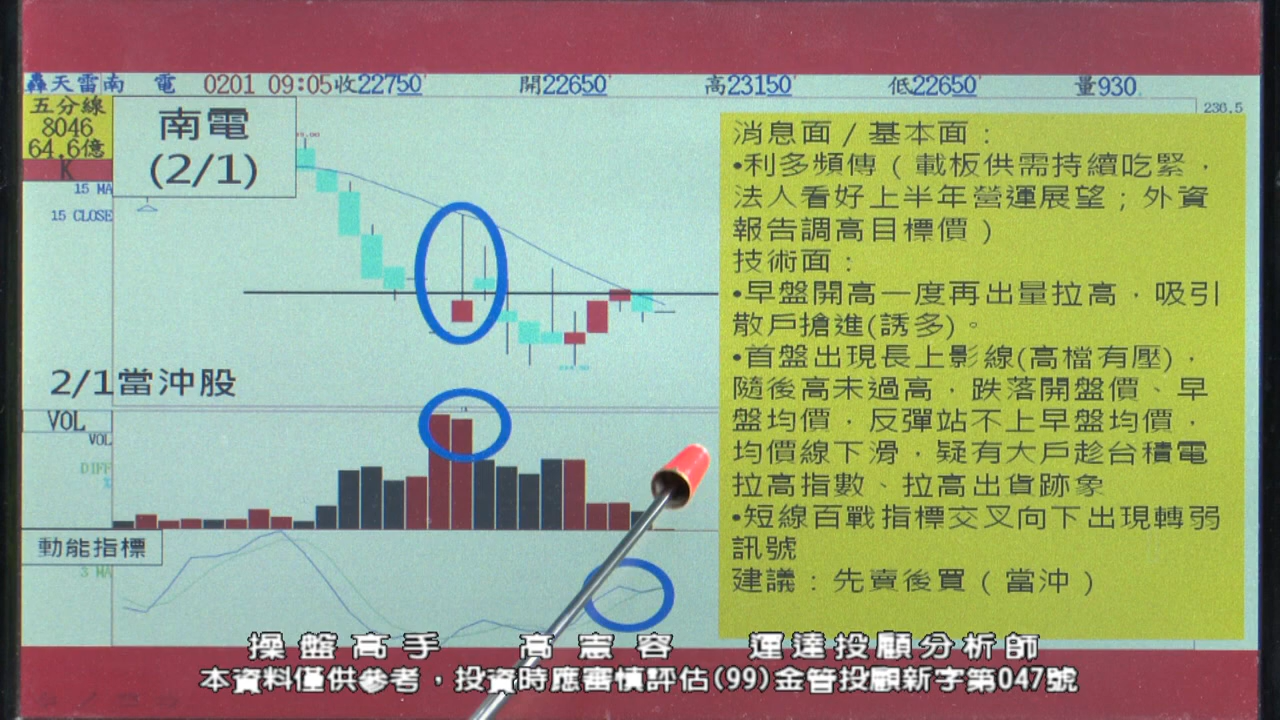 轟天雷南 電 0201 09:05收22750 開22650 高23150 低22650 量930
五分線
8046
64.6億
K
15 MA
15 CLOSE
南電
(2/1)
236.5
消息面/基本面：
•利多頻傳（載板供需持續吃緊，
法人看好上半年營運展望；外資
報告調高目標價）
技術面：
•早盤開高一度再出量拉高，吸引
散戶搶進(誘多)。
•首盤出現長上影線(高檔有壓)，
隨後高未過高，跌落開盤價、早
盤均價，反彈站不上早盤均價，
均價線下滑，疑有大戶趁台積電
拉高指數、拉高出貨跡象
•短線百戰指標交叉向下出現轉弱
訊號
建議：先賣後買（當沖）
2/1當沖股
VOL
VOL
DIFF
%
動能指標
3 MA
操盤高手 高憲容 運達投顧分析師
本資料僅供參考，投資時應審慎評估(99)金管投顧新字第047號